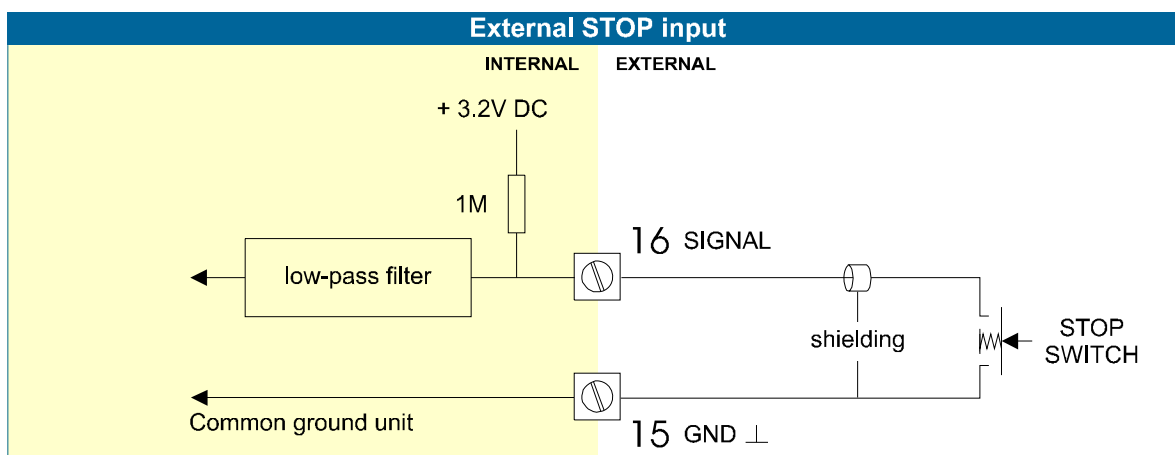 External STOP input
INTERNAL
EXTERNAL
+ 3.2V DC
1M
16 SIGNAL
low-pass filter
shielding
STOP
SWITCH
Common ground unit
15 GND ⊥